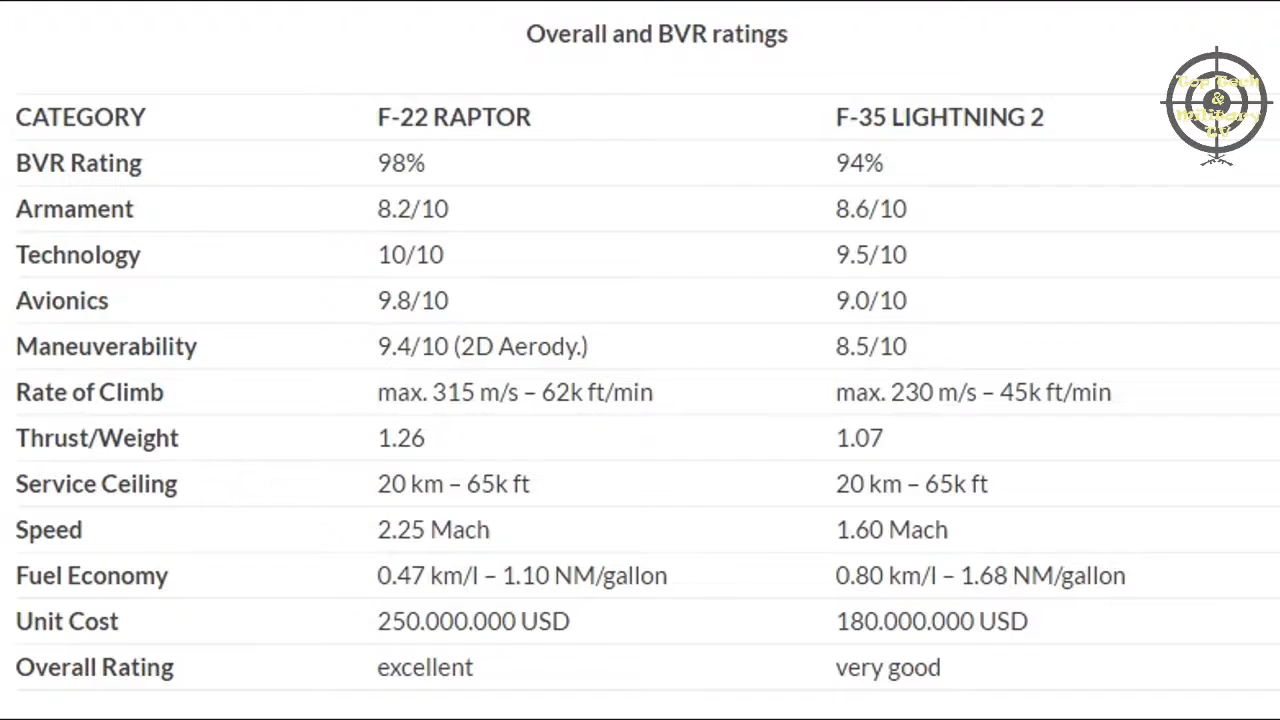 Overall and BVR ratings
Top Tech
&
Military
TV
CATEGORY F-22 RAPTOR F-35 LIGHTNING 2
BVR Rating 98% 94%
Armament 8.2/10 8.6/10
Technology 10/10 9.5/10
Avionics 9.8/10 9.0/10
Maneuverability 9.4/10 (2D Aerody.) 8.5/10
Rate of Climb max. 315 m/s – 62k ft/min max. 230 m/s – 45k ft/min
Thrust/Weight 1.26 1.07
Service Ceiling 20 km – 65k ft 20 km – 65k ft
Speed 2.25 Mach 1.60 Mach
Fuel Economy 0.47 km/l – 1.10 NM/gallon 0.80 km/l – 1.68 NM/gallon
Unit Cost 250.000.000 USD 180.000.000 USD
Overall Rating excellent very good